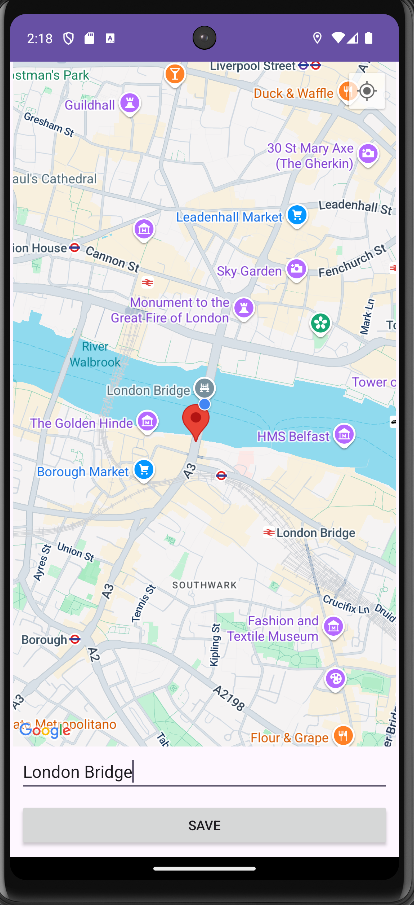 2:18
stman's Park
Liverpool Street
Duck & Waffle
Guildhall
Gresham St
30 St Mary Axe
(The Gherkin)
aul's Cathedral
Leadenhall St
Leadenhall Market
ion House
Cannon St
Fenchurch St
Sky Garden
Monument to the
Great Fire of London
Mark Ln
River
Walbrook
London Bridge
Tower o
The Golden Hinde
HMS Belfast
Borough Market
A3
London Bridge
Union St
Ayres St
SOUTHWARK
A3
Tennis St
Crucifix Ln
Druid
Fashion and
Textile Museum
Kipling St
Borough
A2
A2198
A3
Metropolitano
Google
Flour & Grape
London Bridge
SAVE